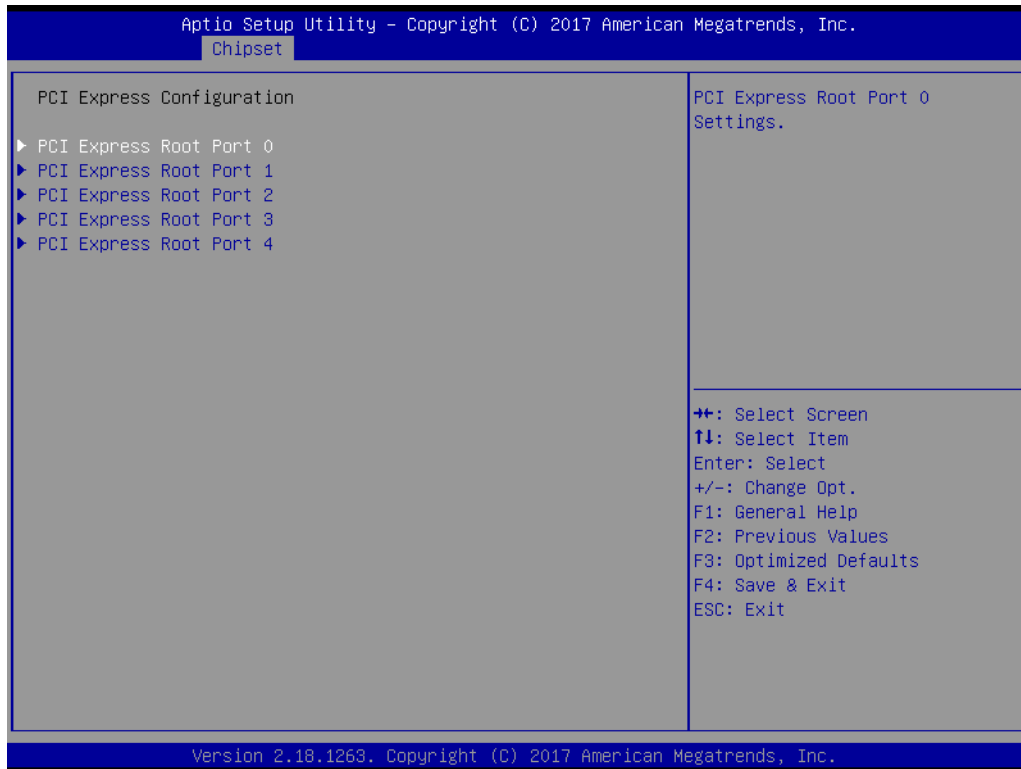 Aptio Setup Utility – Copyright (C) 2017 American Megatrends, Inc.
Chipset
PCI Express Configuration
▶ PCI Express Root Port 0
▶ PCI Express Root Port 1
▶ PCI Express Root Port 2
▶ PCI Express Root Port 3
▶ PCI Express Root Port 4
PCI Express Root Port 0
Settings.
→←: Select Screen
↑↓: Select Item
Enter: Select
+/-: Change Opt.
F1: General Help
F2: Previous Values
F3: Optimized Defaults
F4: Save & Exit
ESC: Exit
Version 2.18.1263. Copyright (C) 2017 American Megatrends, Inc.